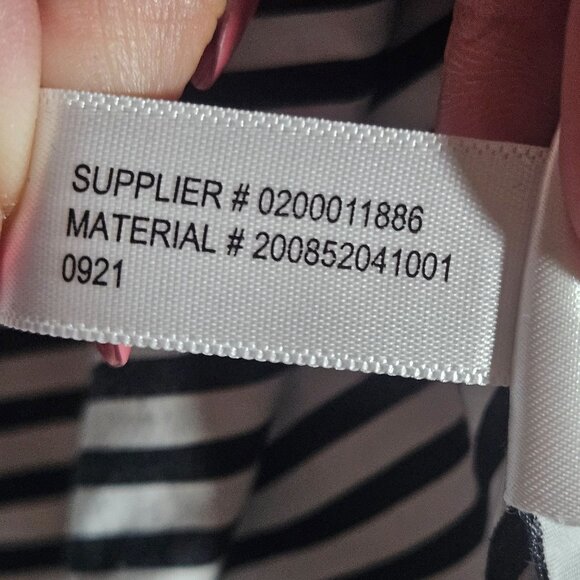 SUPPLIER # 0200011886
MATERIAL # 200852041001
0921